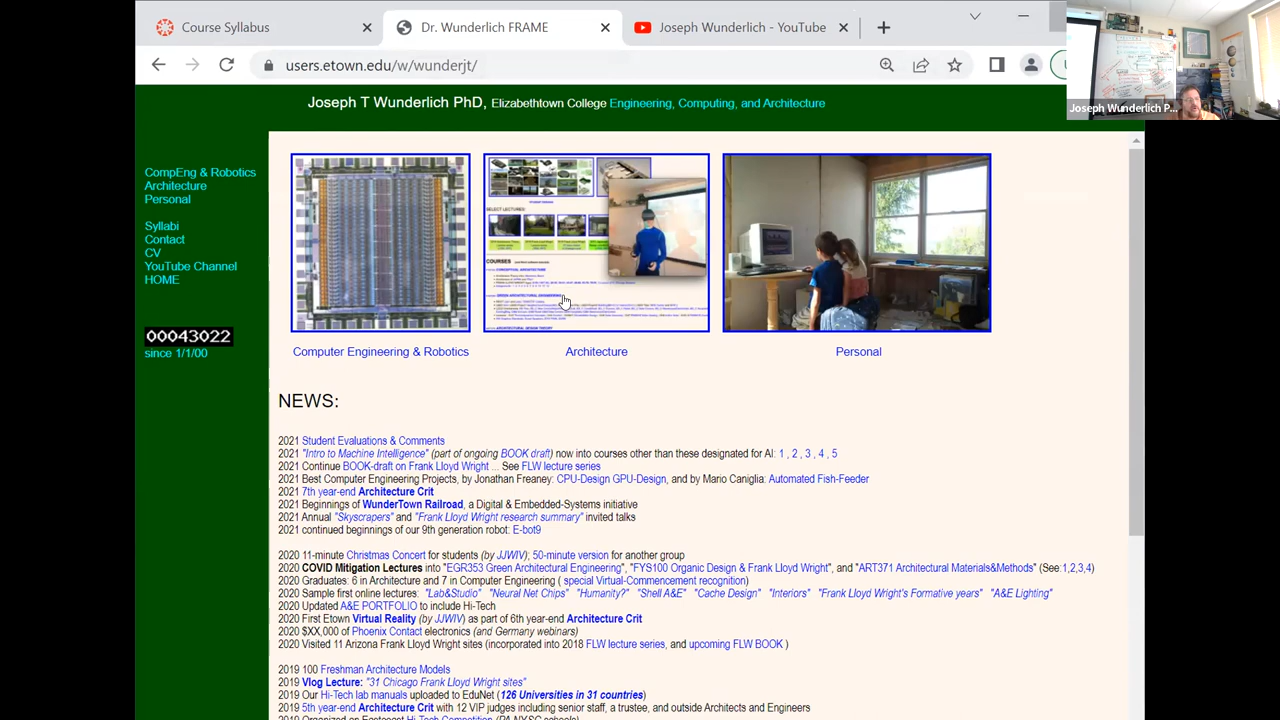 Course Syllabus
Dr. Wunderlich FRAME
Joseph Wunderlich - YouTube
users.etown.edu/w/wunderjt/
Joseph Wunderlich P...
Joseph T Wunderlich PhD, Elizabethtown College Engineering, Computing, and Architecture
CompEng & Robotics
Architecture
Personal
Syllabi
Contact
CV
YouTube Channel
HOME
00043022
since 1/1/00
COURSES
Computer Engineering & Robotics
Architecture
Personal
NEWS:
2021 Student Evaluations & Comments
2021 "Intro to Machine Intelligence" (part of ongoing BOOK draft) now into courses other than these designated for AI: 1 , 2 , 3 , 4 , 5
2021 Continue BOOK-draft on Frank Lloyd Wright ... See FLW lecture series
2021 Best Computer Engineering Projects, by Jonathan Freaney: CPU-Design GPU-Design, and by Mario Caniglia: Automated Fish-Feeder
2021 7th year-end Architecture Crit
2021 Beginnings of WunderTown Railroad, a Digital & Embedded-Systems initiative
2021 Annual "Skyscrapers" and "Frank Lloyd Wright research summary" invited talks
2021 continued beginnings of our 9th generation robot: E-bot9
2020 11-minute Christmas Concert for students (by JJWIV); 50-minute version for another group
2020 COVID Mitigation Lectures into "EGR353 Green Architectural Engineering", "FYS100 Organic Design & Frank Lloyd Wright", and "ART371 Architectural Materials&Methods" (See:1,2,3,4)
2020 Graduates: 6 in Architecture and 7 in Computer Engineering ( special Virtual-Commencement recognition)
2020 Sample first online lectures: "Lab&Studio" "Neural Net Chips" "Humanity?" "Shell A&E" "Cache Design" "Interiors" "Frank Lloyd Wright's Formative years" "A&E Lighting"
2020 Updated A&E PORTFOLIO to include Hi-Tech
2020 First Etown Virtual Reality (by JJWIV) as part of 6th year-end Architecture Crit
2020 $XX,000 of Phoenix Contact electronics (and Germany webinars)
2020 Visited 11 Arizona Frank Lloyd Wright sites (incorporated into 2018 FLW lecture series, and upcoming FLW BOOK )
2019 100 Freshman Architecture Models
2019 Vlog Lecture: "31 Chicago Frank Lloyd Wright sites"
2019 Our Hi-Tech lab manuals uploaded to EduNet (126 Universities in 31 countries)
2019 5th year-end Architecture Crit with 12 VIP judges including senior staff, a trustee, and outside Architects and Engineers